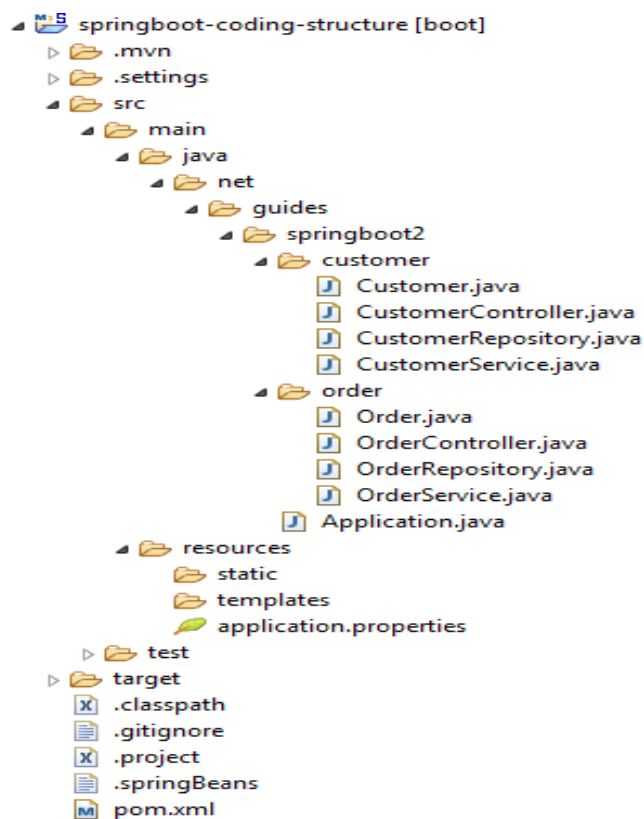 springboot-coding-structure [boot]
.mvn
.settings
src
main
java
net
guides
springboot2
customer
Customer.java
CustomerController.java
CustomerRepository.java
CustomerService.java
order
Order.java
OrderController.java
OrderRepository.java
OrderService.java
Application.java
resources
static
templates
application.properties
test
target
.classpath
.gitignore
.project
.springBeans
pom.xml